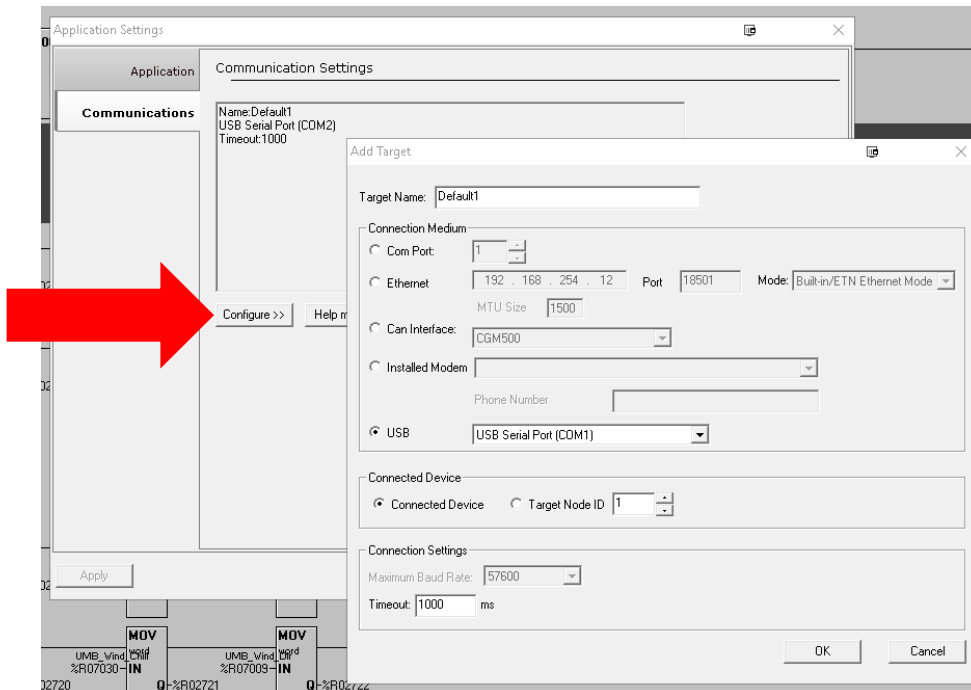 Application Settings
Application
Communications
Communication Settings
Name:Default1
USB Serial Port (COM2)
Timeout:1000
Configure >>
Help
Apply
Add Target
Target Name: Default1
Connection Medium
Com Port: 1
Ethernet 192 . 168 . 254 . 12 Port 18501 Mode: Built-in/ETN Ethernet Mode
MTU Size 1500
Can Interface: CGM500
Installed Modem
Phone Number
USB USB Serial Port (COM1)
Connected Device
Connected Device Target Node ID 1
Connection Settings
Maximum Baud Rate: 57600
Timeout: 1000 ms
OK Cancel
MOV MOV
word word
UMB_Wind_Chill UMB_Wind_Dir
%R07030 IN %R07009 IN
02720 Q %R02721 Q %R02722